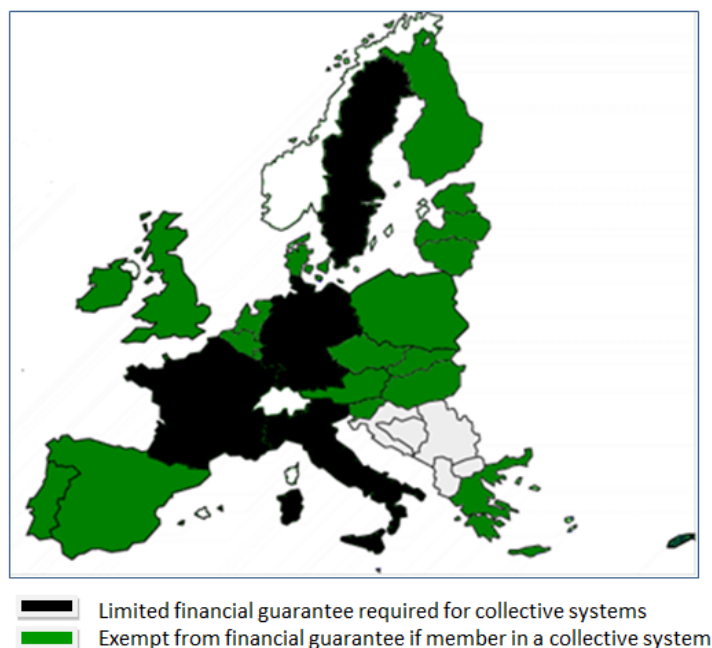 Limited financial guarantee required for collective systems
Exempt from financial guarantee if member in a collective system